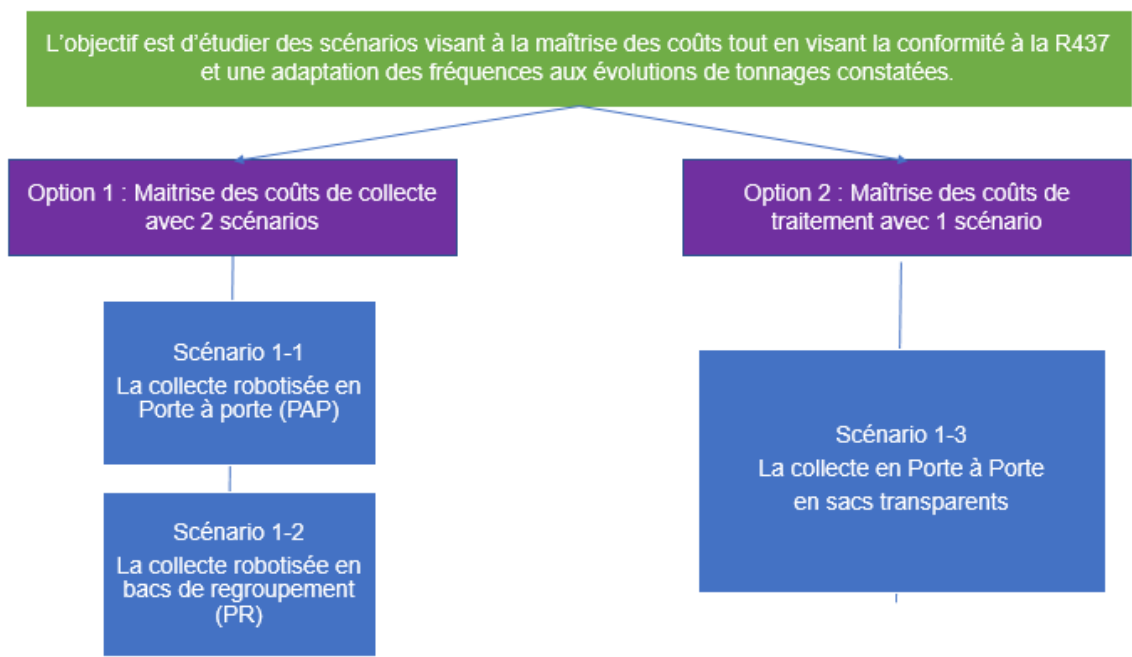 L'objectif est d'étudier des scénarios visant à la maîtrise des coûts tout en visant la conformité à la R437
et une adaptation des fréquences aux évolutions de tonnages constatées.
Option 1 : Maitrise des coûts de collecte
avec 2 scénarios
Option 2 : Maîtrise des coûts de
traitement avec 1 scénario
Scénario 1-1
La collecte robotisée en
Porte à porte (PAP)
Scénario 1-2
La collecte robotisée en
bacs de regroupement
(PR)
Scénario 1-3
La collecte en Porte à Porte
en sacs transparents